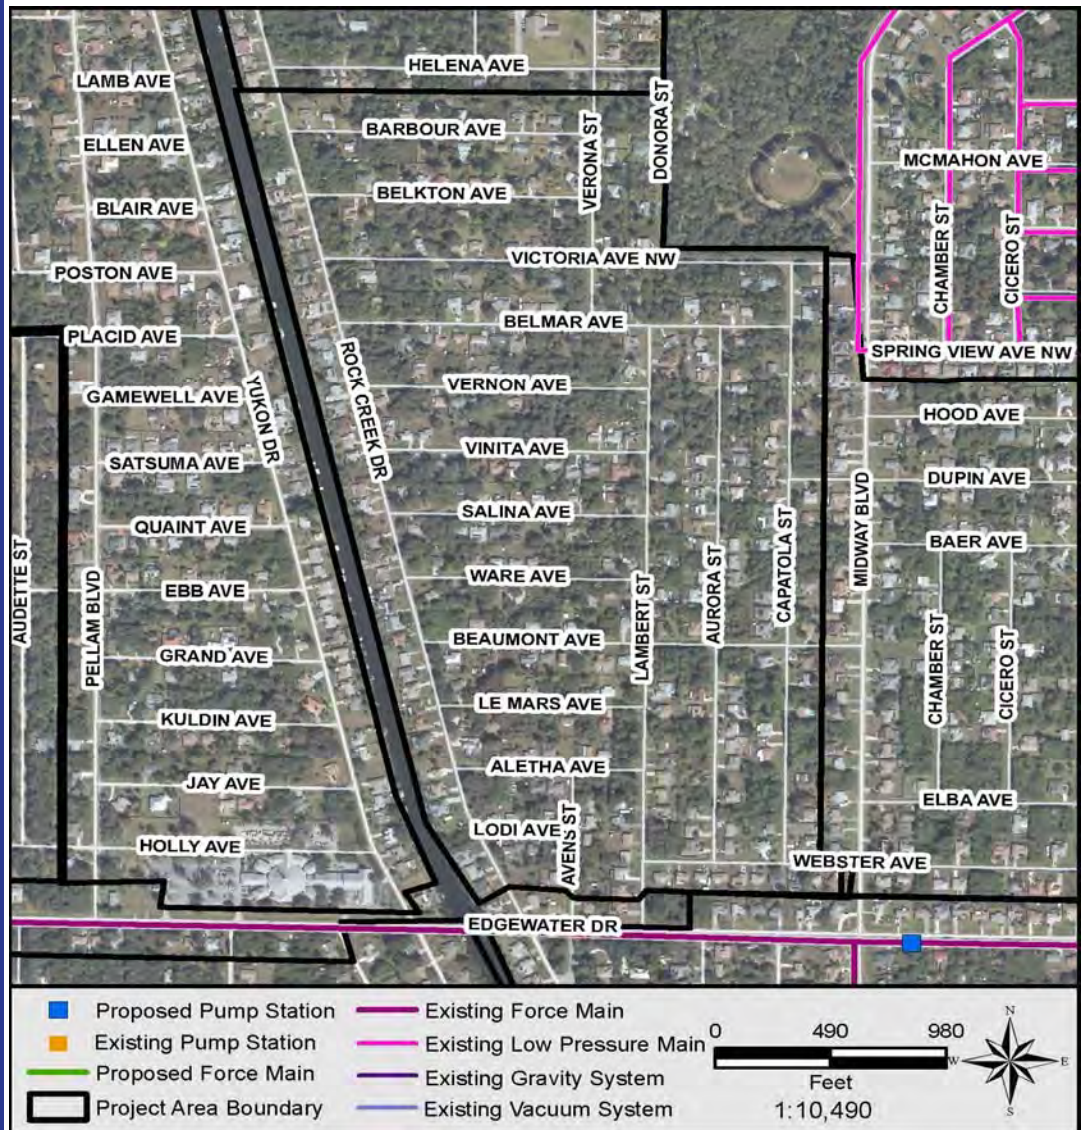 HELENA AVE
LAMB AVE
BARBOUR AVE
VERONA ST
DONORA ST
ELLEN AVE
MCMAHON AVE
BELKTON AVE
BLAIR AVE
CHAMBER ST
CICERO ST
VICTORIA AVE NW
POSTON AVE
BELMAR AVE
PLACID AVE
SPRING VIEW AVE NW
ROCK CREEK DR
YUKON DR
VERNON AVE
GAMEWELL AVE
HOOD AVE
VINITA AVE
SATSUMA AVE
DUPIN AVE
SALINA AVE
QUAINT AVE
MIDWAY BLVD
BAER AVE
CAPATOLA ST
AURORA ST
LAMBERT ST
WARE AVE
EBB AVE
AUDETTE ST
PELLAM BLVD
BEAUMONT AVE
GRAND AVE
CHAMBER ST
CICERO ST
LE MARS AVE
KULDIN AVE
ALETHA AVE
JAY AVE
ELBA AVE
LODI AVE
AVENS ST
HOLLY AVE
WEBSTER AVE
EDGEWATER DR
Proposed Pump Station
Existing Pump Station
Proposed Force Main
Project Area Boundary
Existing Force Main
Existing Low Pressure Main
Existing Gravity System
Existing Vacuum System
0 490 980
Feet
1:10,490
N
W
E
S